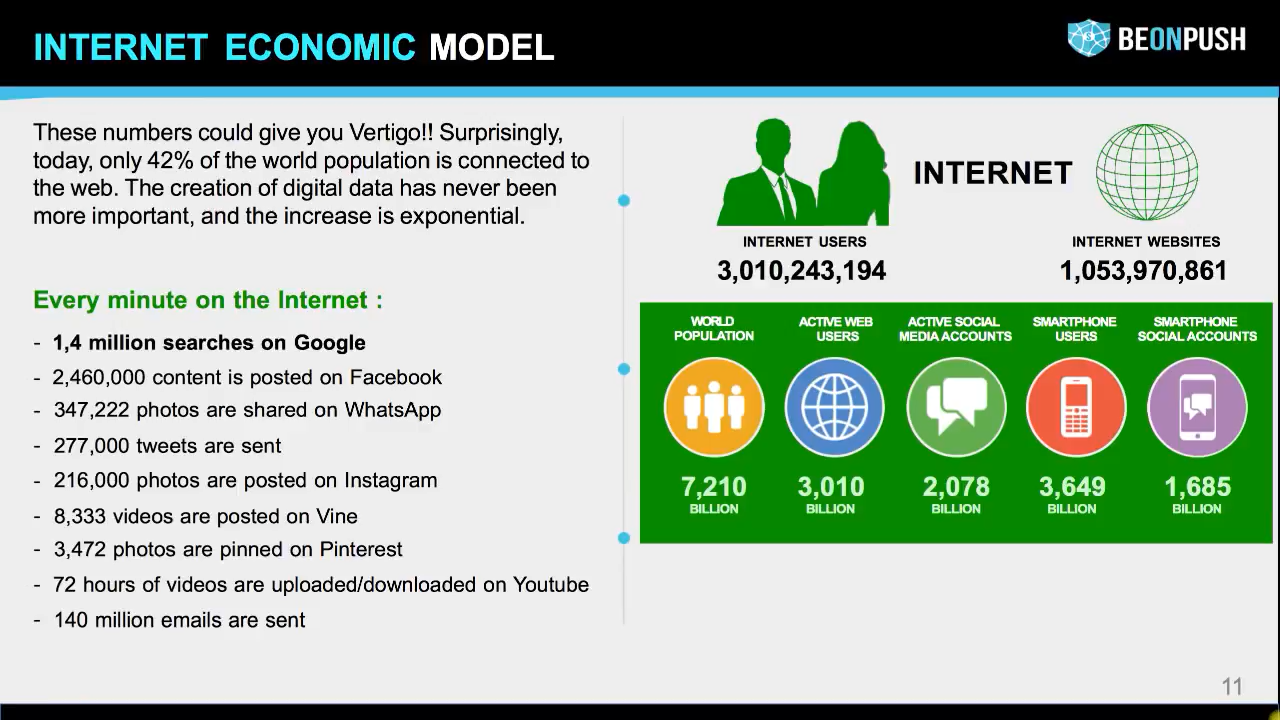 INTERNET ECONOMIC MODEL
BEONPUSH
These numbers could give you Vertigo!! Surprisingly,
today, only 42% of the world population is connected to
the web. The creation of digital data has never been
more important, and the increase is exponential.
Every minute on the Internet :
- 1,4 million searches on Google
- 2,460,000 content is posted on Facebook
- 347,222 photos are shared on WhatsApp
- 277,000 tweets are sent
- 216,000 photos are posted on Instagram
- 8,333 videos are posted on Vine
- 3,472 photos are pinned on Pinterest
- 72 hours of videos are uploaded/downloaded on Youtube
- 140 million emails are sent
INTERNET
INTERNET USERS
3,010,243,194
INTERNET WEBSITES
1,053,970,861
WORLD
POPULATION
7,210
BILLION
ACTIVE WEB
USERS
3,010
BILLION
ACTIVE SOCIAL
MEDIA ACCOUNTS
2,078
BILLION
SMARTPHONE
USERS
3,649
BILLION
SMARTPHONE
SOCIAL ACCOUNTS
1,685
BILLION
11